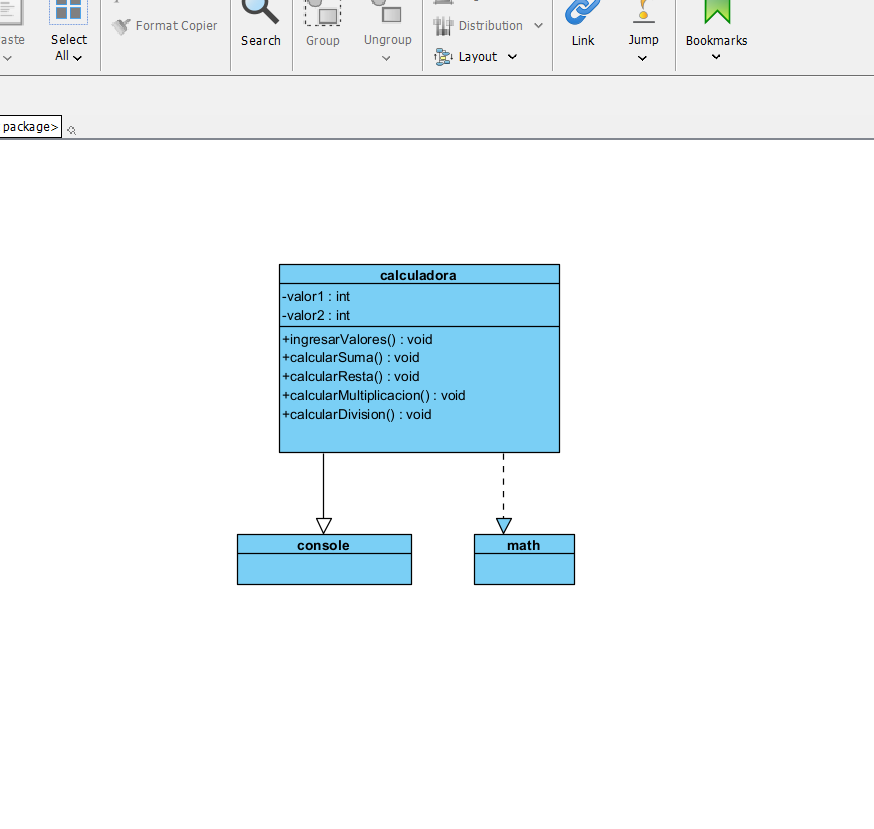 aste
Select
All
Format Copier
Search
Group
Ungroup
Distribution
Layout
Link
Jump
Bookmarks
package>
calculadora
-valor1 : int
-valor2 : int
+ingresarValores() : void
+calcularSuma() : void
+calcularResta() : void
+calcularMultiplicacion() : void
+calcularDivision() : void
console
math